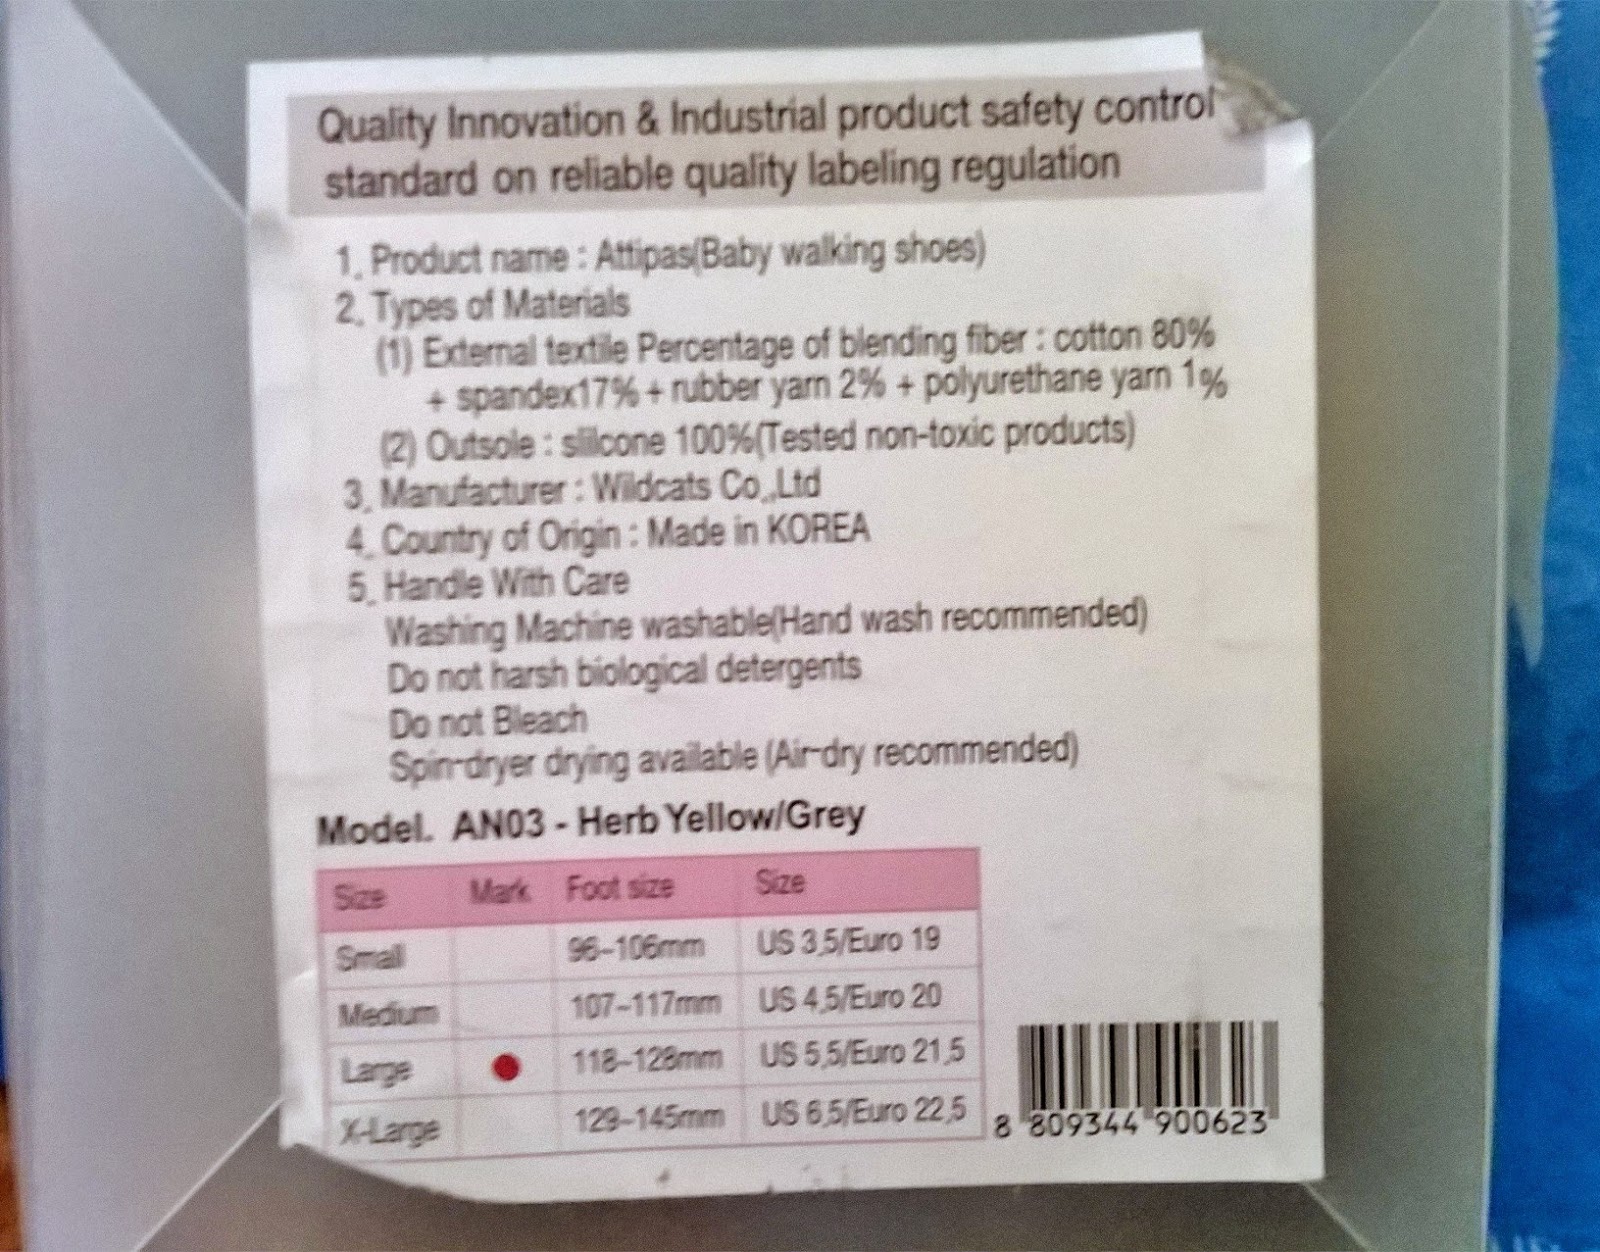 Quality Innovation & Industrial product safety control
standard on reliable quality labeling regulation
1. Product name : Attipas(Baby walking shoes)
2. Types of Materials
(1) External textile Percentage of blending fiber : cotton 80%
+ spandex17% + rubber yarn 2% + polyurethane yarn 1%
(2) Outsole : slilcone 100%(Tested non-toxic products)
3. Manufacturer : Wildcats Co.,Ltd
4. Country of Origin : Made in KOREA
5. Handle With Care
Washing Machine washable(Hand wash recommended)
Do not harsh biological detergents
Do not Bleach
Spin-dryer drying available (Air-dry recommended)
Model. AN03 - Herb Yellow/Grey
Size Mark Foot size Size
Small 96~106mm US 3.5/Euro 19
Medium 107~117mm US 4.5/Euro 20
Large 118~128mm US 5.5/Euro 21.5
X-Large 129~145mm US 6.5/Euro 22.5
8 809344 900623